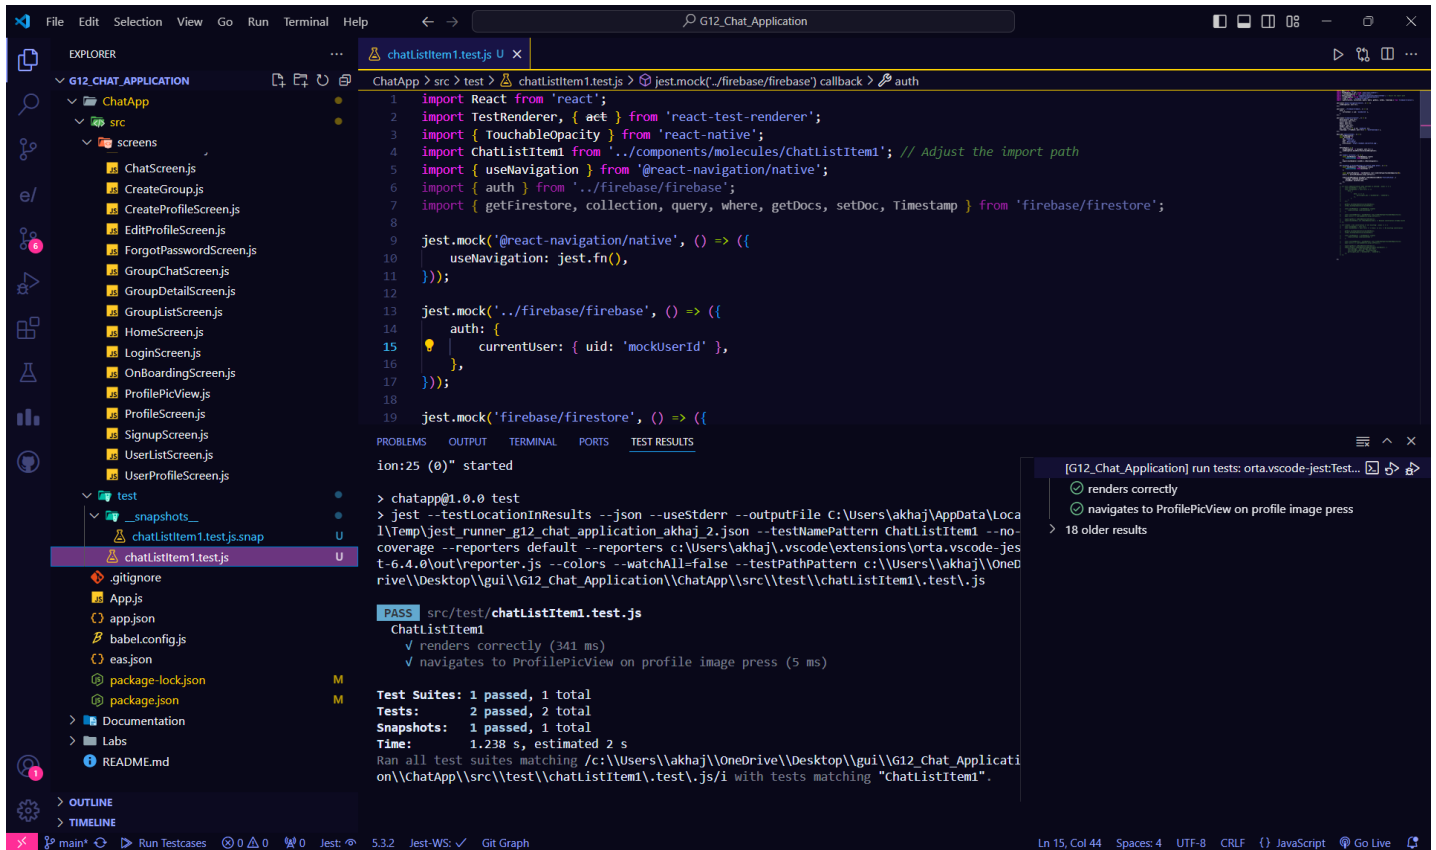 File Edit Selection View Go Run Terminal Help
G12_Chat_Application
EXPLORER
G12_CHAT_APPLICATION
ChatApp
src
screens
ChatScreen.js
CreateGroup.js
CreateProfileScreen.js
EditProfileScreen.js
ForgotPasswordScreen.js
GroupChatScreen.js
GroupDetailScreen.js
GroupListScreen.js
HomeScreen.js
LoginScreen.js
OnBoardingScreen.js
ProfilePicView.js
ProfileScreen.js
SignupScreen.js
UserListScreen.js
UserProfileScreen.js
test
__snapshots__
chatListItem1.test.js.snap U
chatListItem1.test.js U
.gitignore
App.js
app.json
babel.config.js
eas.json
package-lock.json M
package.json M
Documentation
Labs
README.md
OUTLINE
TIMELINE
6
1
chatListItem1.test.js U
ChatApp > src > test > chatListItem1.test.js > jest.mock('../firebase/firebase') callback > auth
1 import React from 'react';
2 import TestRenderer, { act } from 'react-test-renderer';
3 import { TouchableOpacity } from 'react-native';
4 import ChatListItem1 from '../components/molecules/ChatListItem1'; // Adjust the import path
5 import { useNavigation } from '@react-navigation/native';
6 import { auth } from '../firebase/firebase';
7 import { getFirestore, collection, query, where, getDocs, setDoc, Timestamp } from 'firebase/firestore';
8
9 jest.mock('@react-navigation/native', () => ({
10 useNavigation: jest.fn(),
11 }));
12
13 jest.mock('../firebase/firebase', () => ({
14 auth: {
15 currentUser: { uid: 'mockUserId' },
16 },
17 }));
18
19 jest.mock('firebase/firestore', () => ({
PROBLEMS OUTPUT TERMINAL PORTS TEST RESULTS
ion:25 (0)" started
> chatapp@1.0.0 test
> jest --testLocationInResults --json --useStderr --outputFile C:\Users\akhaj\AppData\Loca
l\Temp\jest_runner_g12_chat_application_akhaj_2.json --testNamePattern ChatListItem1 --no-
coverage --reporters default --reporters c:\Users\akhaj\.vscode\extensions\orta.vscode-jes
t-6.4.0\out\reporter.js --colors --watchAll=false --testPathPattern c:\\Users\\akhaj\\OneD
rive\\Desktop\\gui\\G12_Chat_Application\\ChatApp\\src\\test\\chatListItem1\.test\.js
PASS src/test/chatListItem1.test.js
ChatListItem1
√ renders correctly (341 ms)
√ navigates to ProfilePicView on profile image press (5 ms)
Test Suites: 1 passed, 1 total
Tests: 2 passed, 2 total
Snapshots: 1 passed, 1 total
Time: 1.238 s, estimated 2 s
Ran all test suites matching /c:\\Users\\akhaj\\OneDrive\\Desktop\\gui\\G12_Chat_Applicati
on\\ChatApp\\src\\test\\chatListItem1\.test\.js/i with tests matching "ChatListItem1".
[G12_Chat_Application] run tests: orta.vscode-jest:Test...
renders correctly
navigates to ProfilePicView on profile image press
18 older results
main* Run Testcases 0 0 0 Jest: 5.3.2 Jest-WS: ✓ Git Graph
Ln 15, Col 44 Spaces: 4 UTF-8 CRLF {} JavaScript Go Live